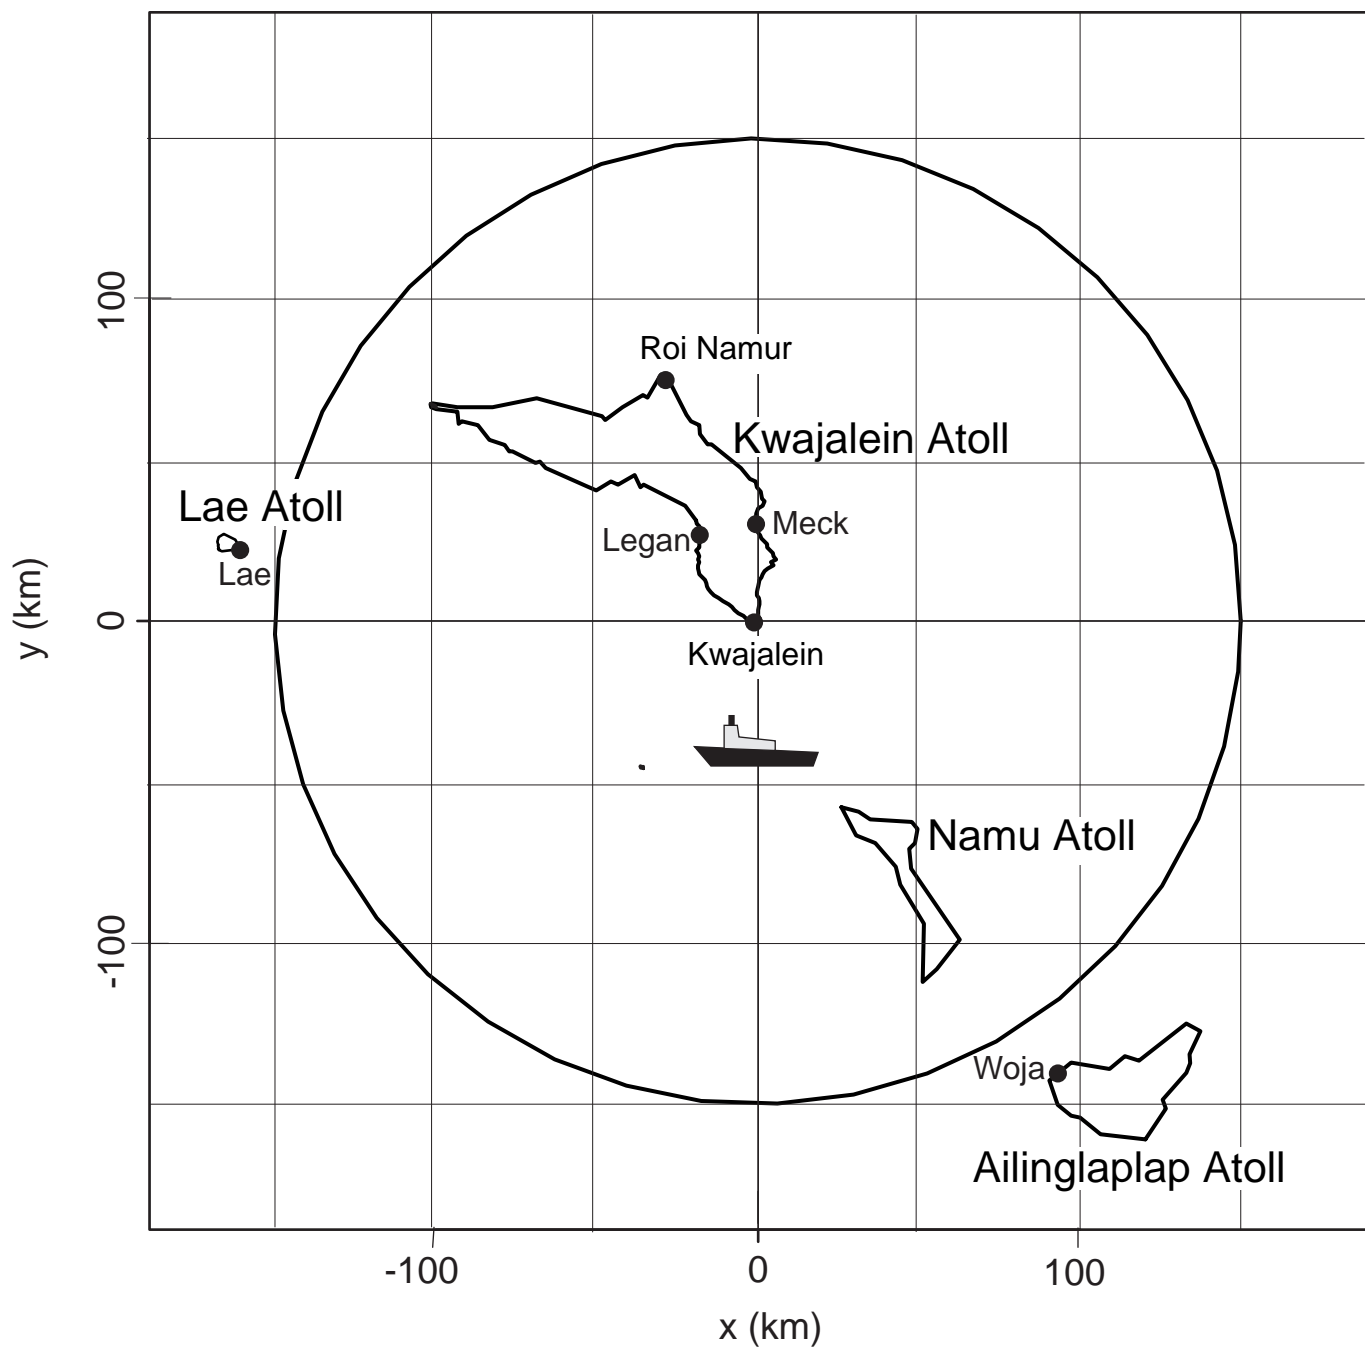 100
Roi Namur
Kwajalein Atoll
Lae Atoll
Meck
Legan
Lae
y (km)
0
Kwajalein
Namu Atoll
-100
Woja
Ailinglaplap Atoll
-100
0
100
x (km)